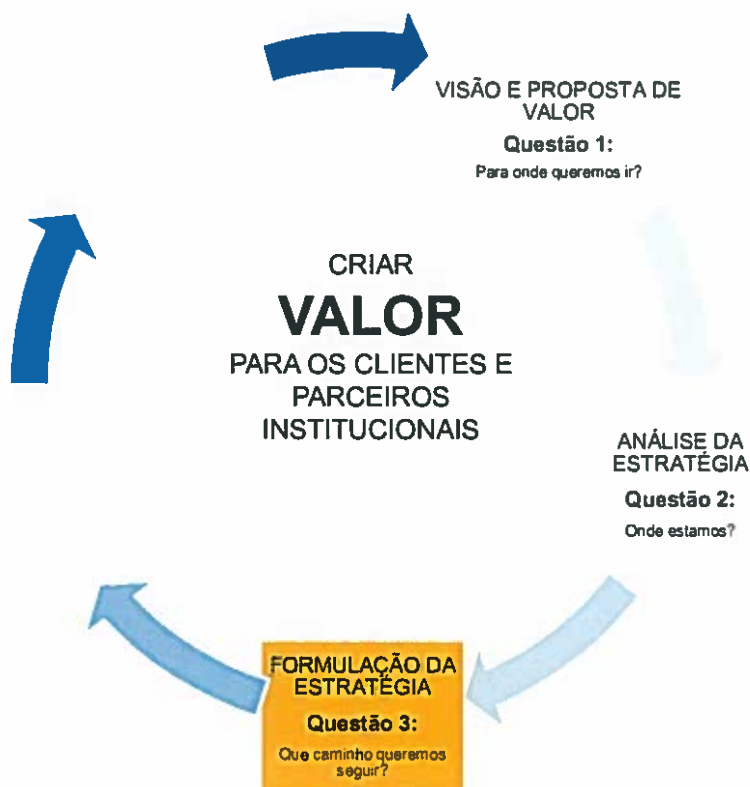 VISÃO E PROPOSTA DE
VALOR
Questão 1:
Para onde queremos ir?
CRIAR
VALOR
PARA OS CLIENTES E
PARCEIROS
INSTITUCIONAIS
ANÁLISE DA
ESTRATÉGIA
Questão 2:
Onde estamos?
FORMULAÇÃO DA
ESTRATÉGIA
Questão 3:
Que caminho queremos
seguir?